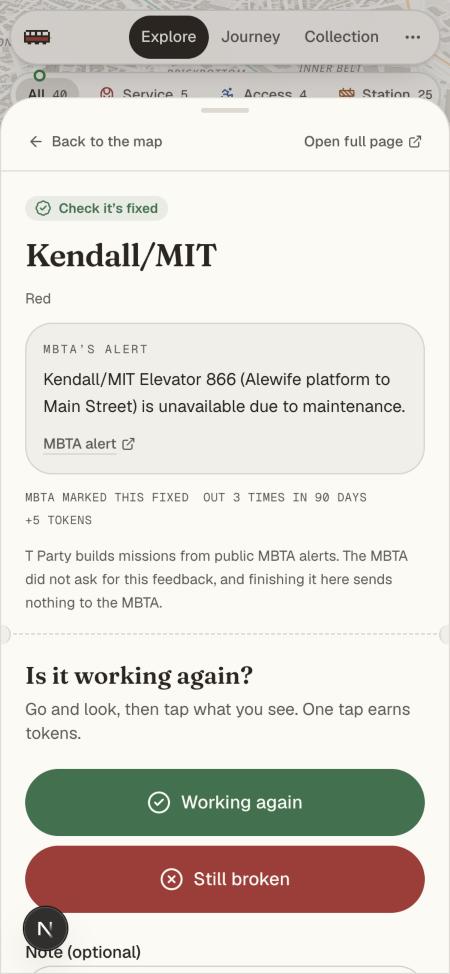 Explore Journey Collection
BRICKBOTTOM INNER BELT
All 40 Service 5 Access 4 Station 25
Back to the map Open full page
Check it's fixed
Kendall/MIT
Red
MBTA'S ALERT
Kendall/MIT Elevator 866 (Alewife platform to
Main Street) is unavailable due to maintenance.
MBTA alert
MBTA MARKED THIS FIXED OUT 3 TIMES IN 90 DAYS
+5 TOKENS
T Party builds missions from public MBTA alerts. The MBTA
did not ask for this feedback, and finishing it here sends
nothing to the MBTA.
Is it working again?
Go and look, then tap what you see. One tap earns
tokens.
Working again
Still broken
N
Note (optional)